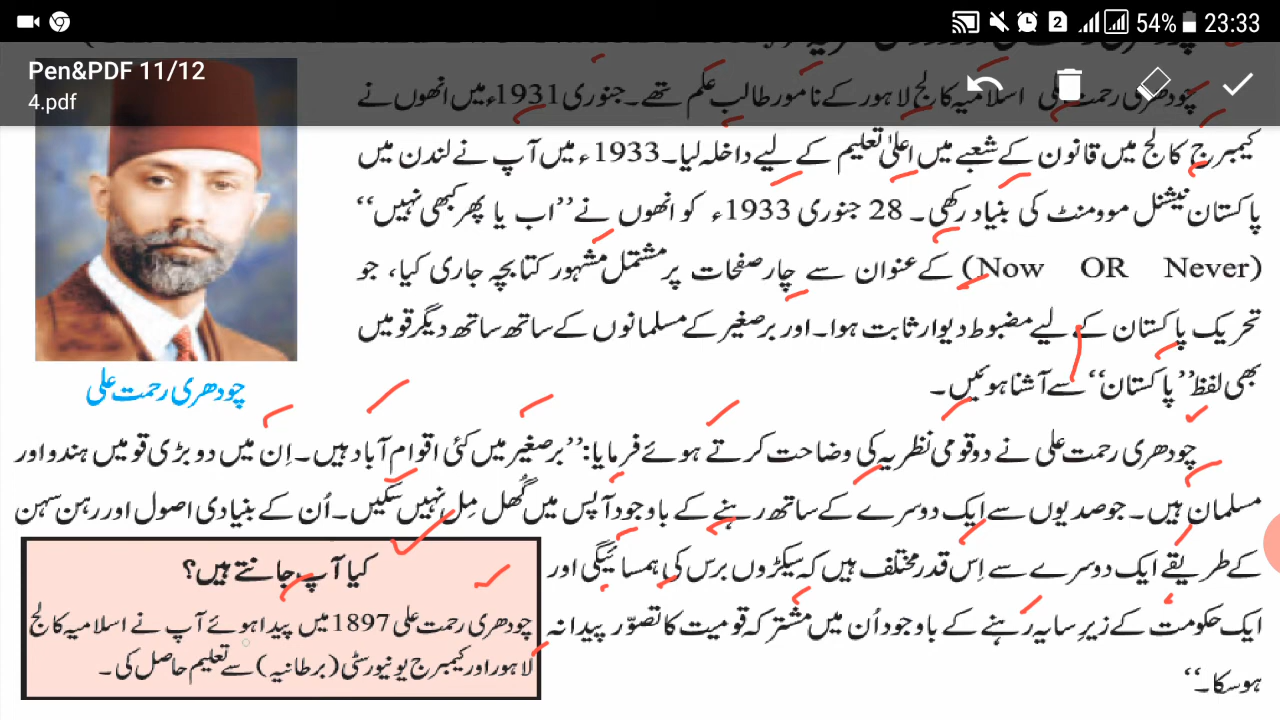 54% 23:33
Pen&PDF 11/12
4.pdf
چودھری رحمت علی اسلامیہ کالج لاہور کے نامور طالب علم تھے۔ جنوری 1931ء میں انھوں نے
کیمبرج کالج میں قانون کے شعبے میں اعلیٰ تعلیم کے لیے داخلہ لیا۔ 1933ء میں آپ نے لندن میں
پاکستان نیشنل موومنٹ کی بنیاد رکھی۔ 28 جنوری 1933ء کو انھوں نے ”اب یا پھر کبھی نہیں“
(Now OR Never) کے عنوان سے چار صفحات پر مشتمل مشہور کتابچہ جاری کیا، جو
تحریک پاکستان کے لیے مضبوط دیوار ثابت ہوا۔ اور برصغیر کے مسلمانوں کے ساتھ ساتھ دیگر قومیں
بھی لفظ ”پاکستان“ سے آشنا ہوئیں۔
چودھری رحمت علی
چودھری رحمت علی نے دو قومی نظریہ کی وضاحت کرتے ہوئے فرمایا: ”برصغیر میں کئی اقوام آباد ہیں۔ اِن میں دو بڑی قومیں ہندو اور
مسلمان ہیں۔ جو صدیوں سے ایک دوسرے کے ساتھ رہنے کے باوجود آپس میں گُھل مِل نہیں سکیں۔ اُن کے بنیادی اصول اور رہن سہن
کے طریقے ایک دوسرے سے اِس قدر مختلف ہیں کہ سیکڑوں برس کی ہمسائیگی اور
ایک حکومت کے زیرِ سایہ رہنے کے باوجود اُن میں مشترکہ قومیت کا تصوّر پیدا نہ
ہو سکا۔“
کیا آپ جانتے ہیں؟
چودھری رحمت علی 1897 میں پیدا ہوئے آپ نے اسلامیہ کالج
لاہور اور کیمبرج یونیورسٹی (برطانیہ) سے تعلیم حاصل کی۔